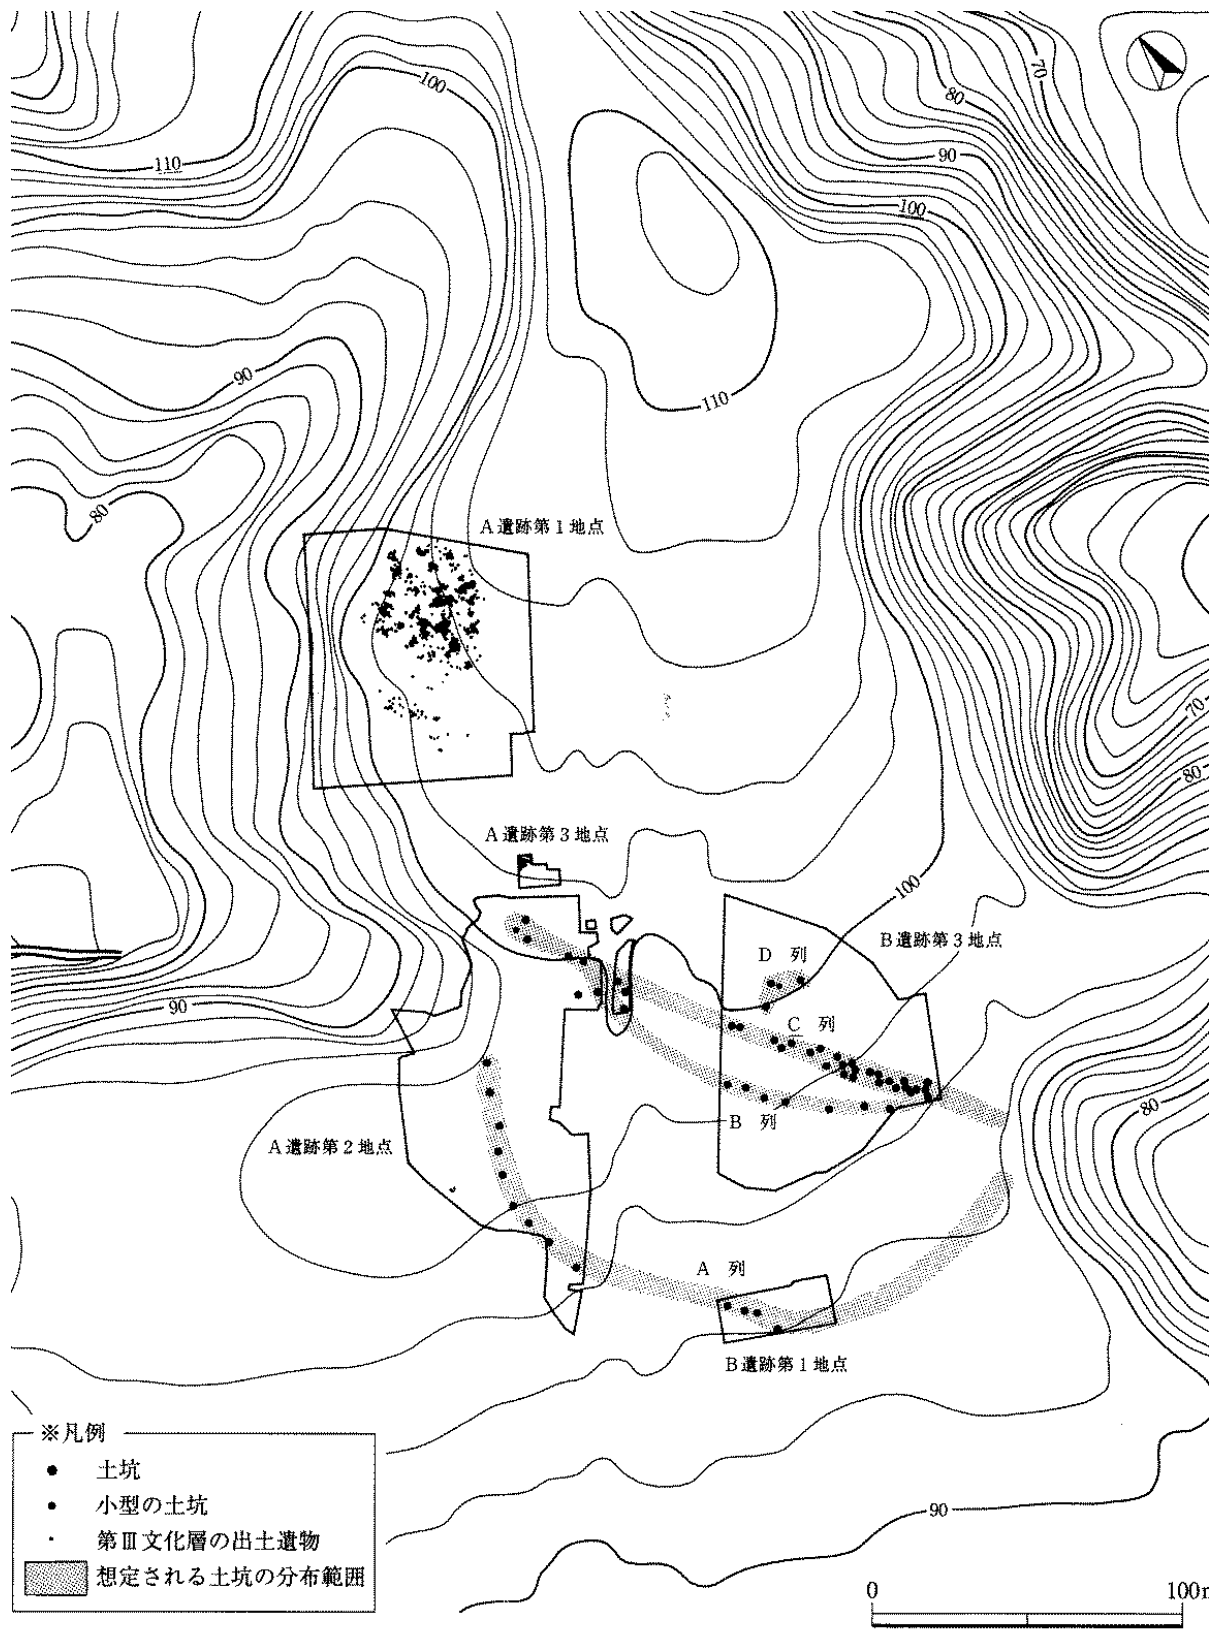 100
70
80
110
90
100
90
110
80
A遺跡第1地点
70
80
A遺跡第3地点
100
B遺跡第3地点
D 列
90
C 列
80
B 列
A遺跡第2地点
A 列
B遺跡第1地点
※凡例
土坑
小型の土坑
第Ⅲ文化層の出土遺物
想定される土坑の分布範囲
90
0 100m